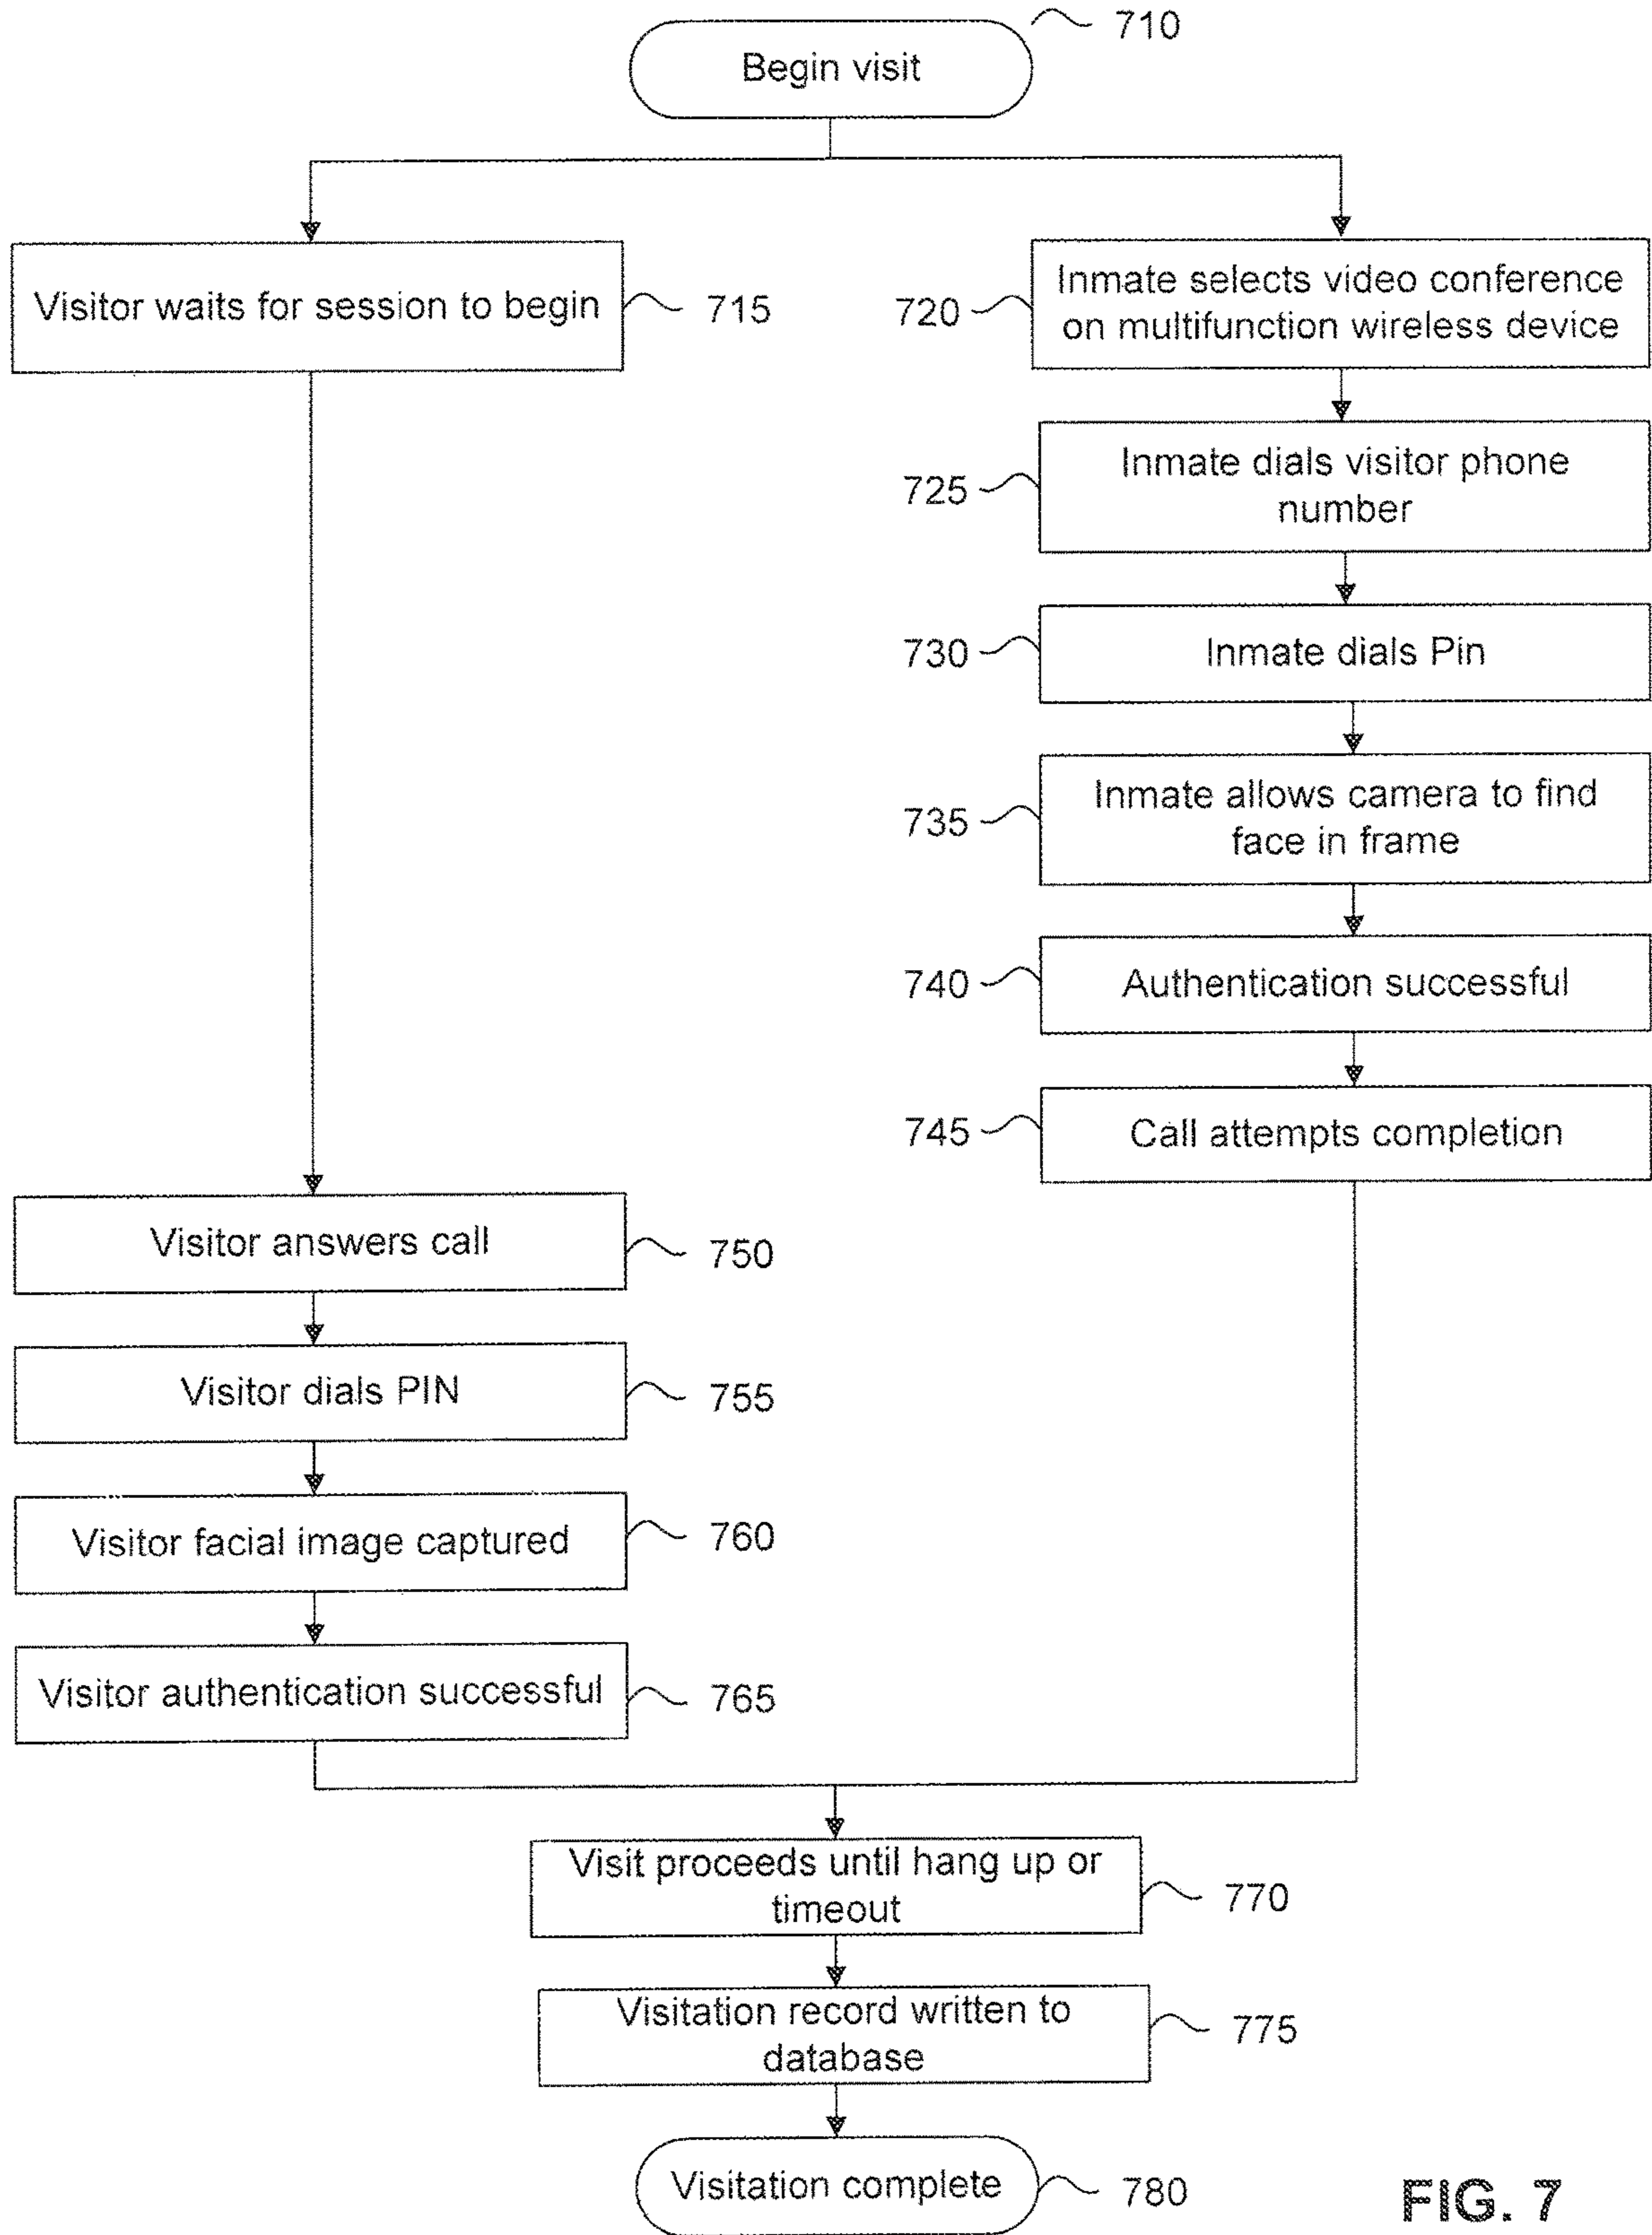 710
Begin visit
Visitor waits for session to begin
715
720
Inmate selects video conference
on multifunction wireless device
725
Inmate dials visitor phone
number
730
Inmate dials Pin
735
Inmate allows camera to find
face in frame
740
Authentication successful
745
Call attempts completion
Visitor answers call
750
Visitor dials PIN
755
Visitor facial image captured
760
Visitor authentication successful
765
Visit proceeds until hang up or
timeout
770
Visitation record written to
database
775
Visitation complete
780
FIG. 7